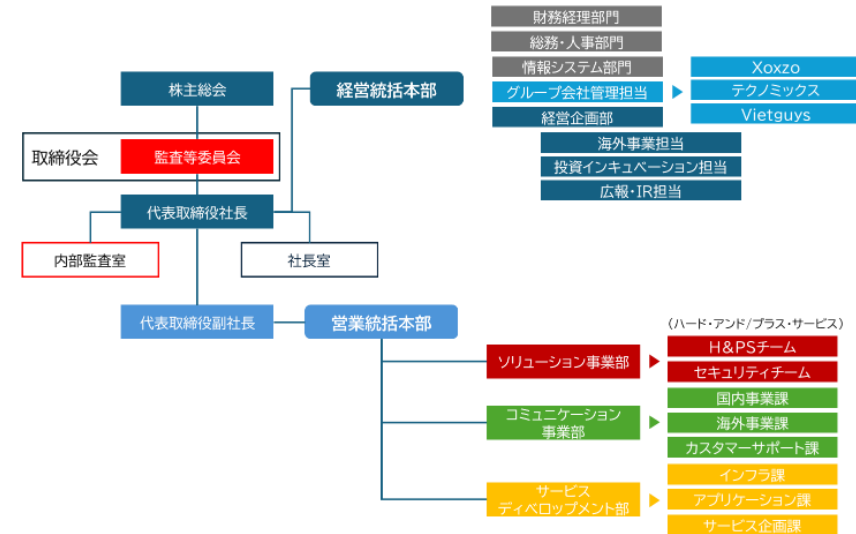 財務経理部門
総務・人事部門
情報システム部門
グループ会社管理担当
経営企画部
Xoxzo
テクノミックス
Vietguys
海外事業担当
投資インキュベーション担当
広報・IR担当
株主総会
経営統括本部
取締役会
監査等委員会
代表取締役社長
内部監査室
社長室
代表取締役副社長
営業統括本部
(ハード・アンド/プラス・サービス)
ソリューション事業部
H&PSチーム
セキュリティチーム
コミュニケーション
事業部
国内事業課
海外事業課
カスタマーサポート課
サービス
ディベロップメント部
インフラ課
アプリケーション課
サービス企画課